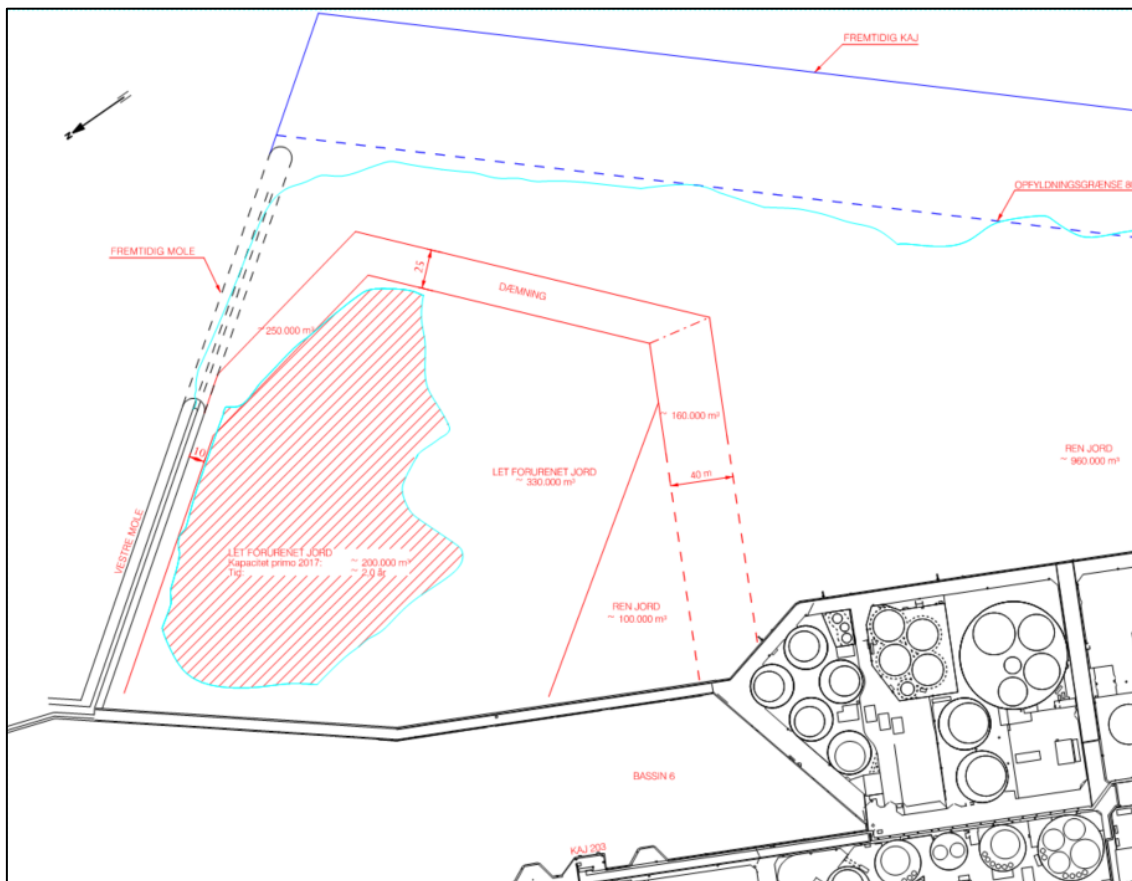 FREMTIDIG KAJ
N
OPFYLDNINGSGRÆNSE
FREMTIDIG MOLE
25
DÆMNING
~250.000 m³
~ 160.000 m³
REN JORD
~ 960.000 m³
10
LET FORURENET JORD
~ 330.000 m³
40 m
VESTRE MOLE
LET FORURENET JORD
Kapacitet primo 2017: ~ 200.000 m³
Tid: ~ 2,0 år
REN JORD
~ 100.000 m³
BASSIN 6
KAJ 203